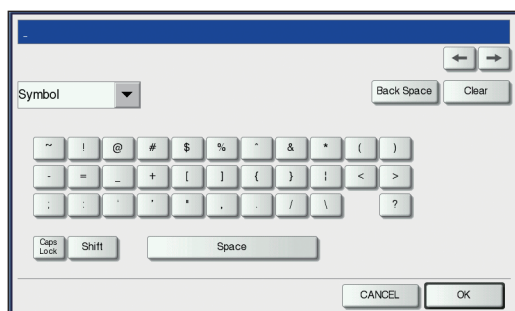 _
Symbol
Back Space
Clear
~ ! @ # $ % ^ & * ( )
- = _ + [ ] { } ¦ < >
; : ` ' " , . / \ ?
Caps Lock
Shift
Space
CANCEL
OK